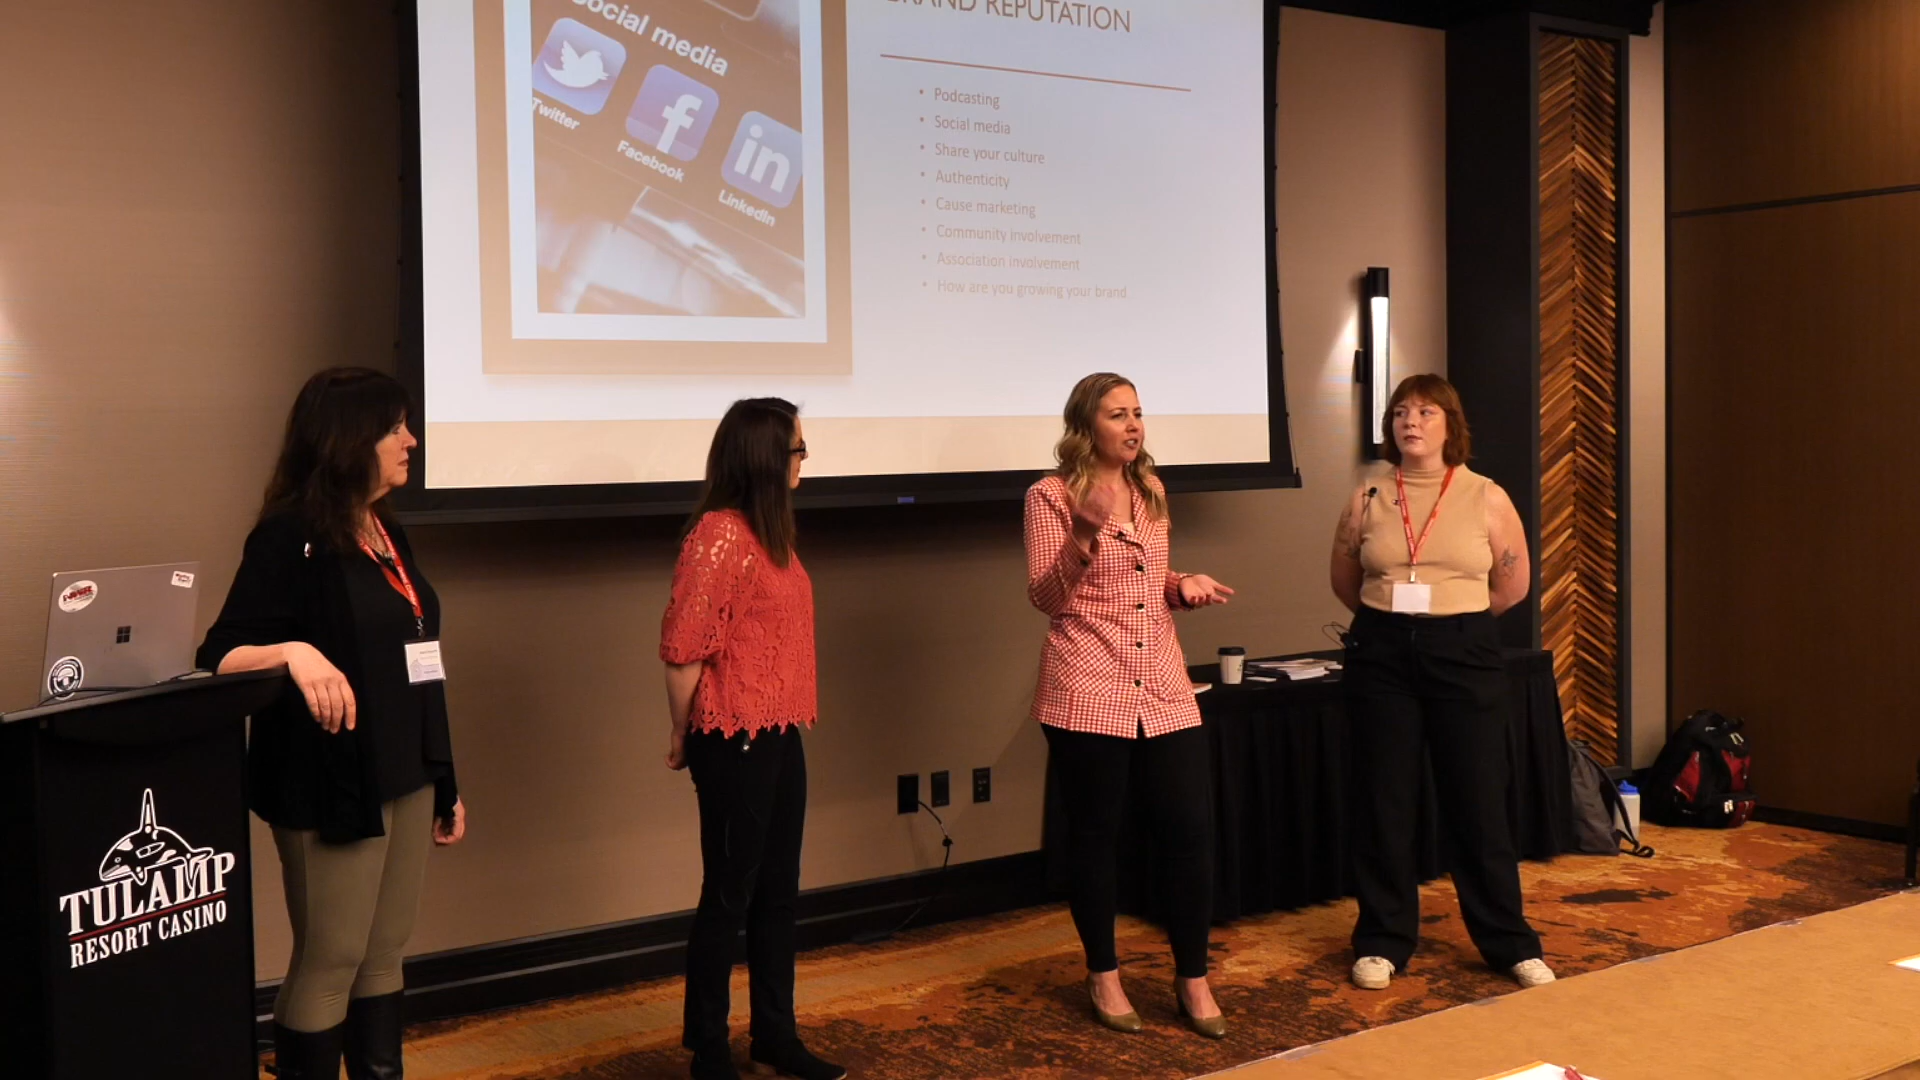 Social media
Twitter
Facebook
in
LinkedIn
BRAND REPUTATION
• Podcasting
• Social media
• Share your culture
• Authenticity
• Cause marketing
• Community involvement
• Association involvement
• How are you growing your brand
TULALIP
RESORT CASINO